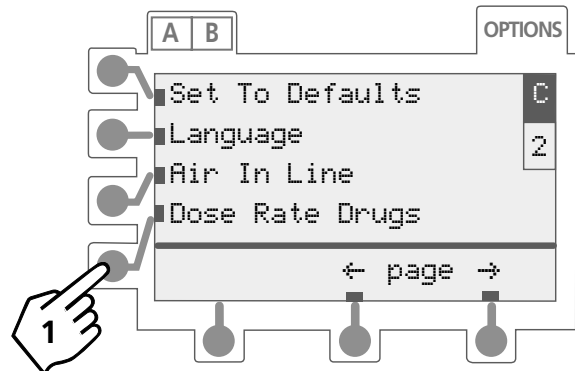 A B
OPTIONS
Set To Defaults C
Language 2
Air In Line
Dose Rate Drugs
← page →
1